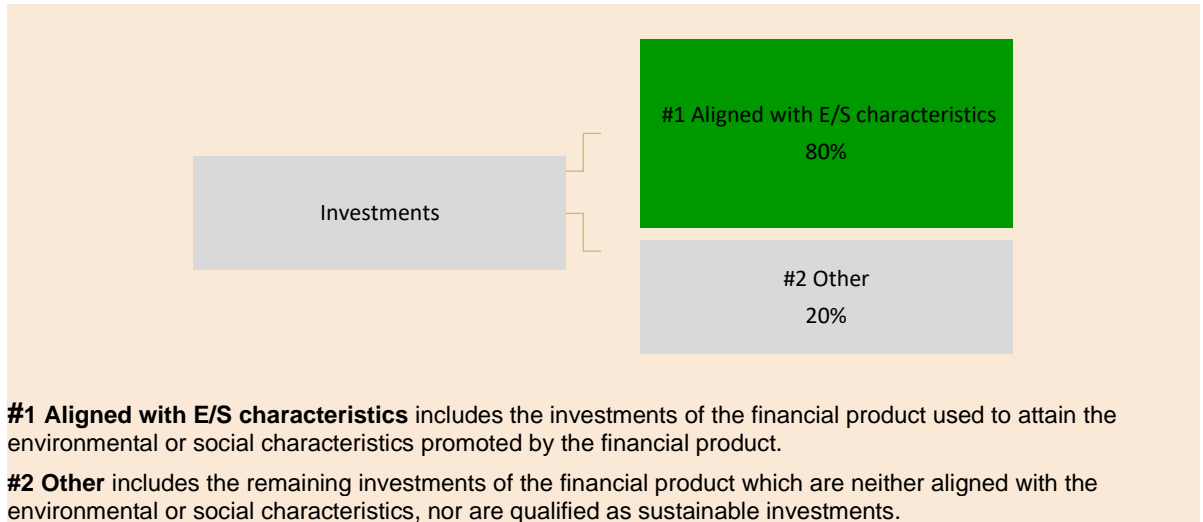 #1 Aligned with E/S characteristics
80%
Investments
#2 Other
20%
#1 Aligned with E/S characteristics includes the investments of the financial product used to attain the
environmental or social characteristics promoted by the financial product.
#2 Other includes the remaining investments of the financial product which are neither aligned with the
environmental or social characteristics, nor are qualified as sustainable investments.